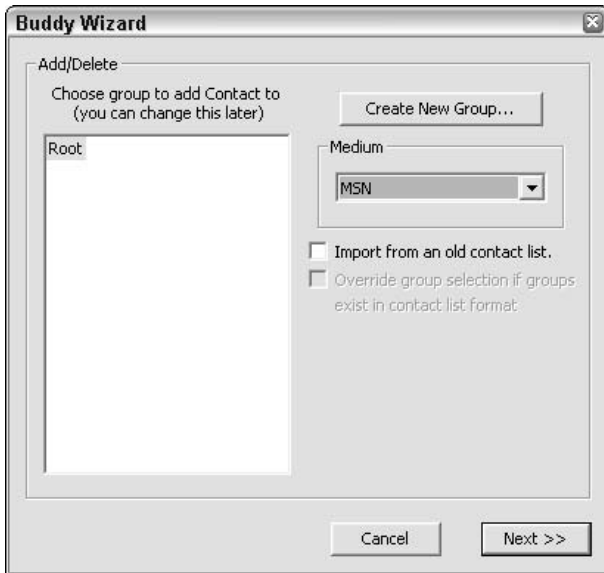 Buddy Wizard
Add/Delete
Choose group to add Contact to
(you can change this later)
Root
Create New Group...
Medium
MSN
Import from an old contact list.
Override group selection if groups
exist in contact list format
Cancel
Next >>